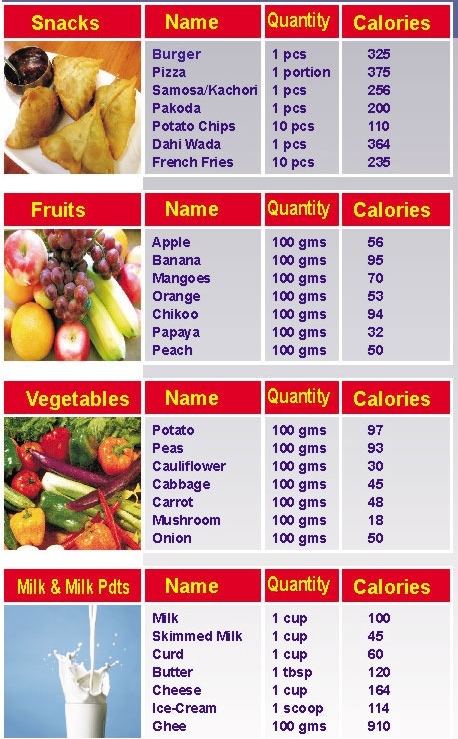 Snacks Name Quantity Calories
Burger 1 pcs 325
Pizza 1 portion 375
Samosa/Kachori 1 pcs 256
Pakoda 1 pcs 200
Potato Chips 10 pcs 110
Dahi Wada 1 pcs 364
French Fries 10 pcs 235
Fruits Name Quantity Calories
Apple 100 gms 56
Banana 100 gms 95
Mangoes 100 gms 70
Orange 100 gms 53
Chikoo 100 gms 94
Papaya 100 gms 32
Peach 100 gms 50
Vegetables Name Quantity Calories
Potato 100 gms 97
Peas 100 gms 93
Cauliflower 100 gms 30
Cabbage 100 gms 45
Carrot 100 gms 48
Mushroom 100 gms 18
Onion 100 gms 50
Milk & Milk Pdts Name Quantity Calories
Milk 1 cup 100
Skimmed Milk 1 cup 45
Curd 1 cup 60
Butter 1 tbsp 120
Cheese 1 cup 164
Ice-Cream 1 scoop 114
Ghee 100 gms 910